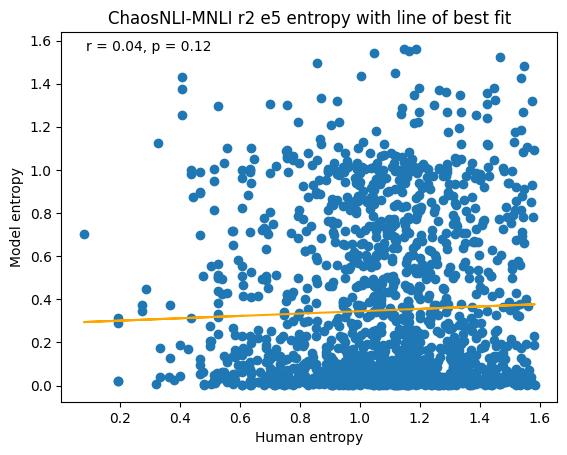 ChaosNLI-MNLI r2 e5 entropy with line of best fit
r = 0.04, p = 0.12
Model entropy
1.6
1.4
1.2
1.0
0.8
0.6
0.4
0.2
0.0
0.2 0.4 0.6 0.8 1.0 1.2 1.4 1.6
Human entropy